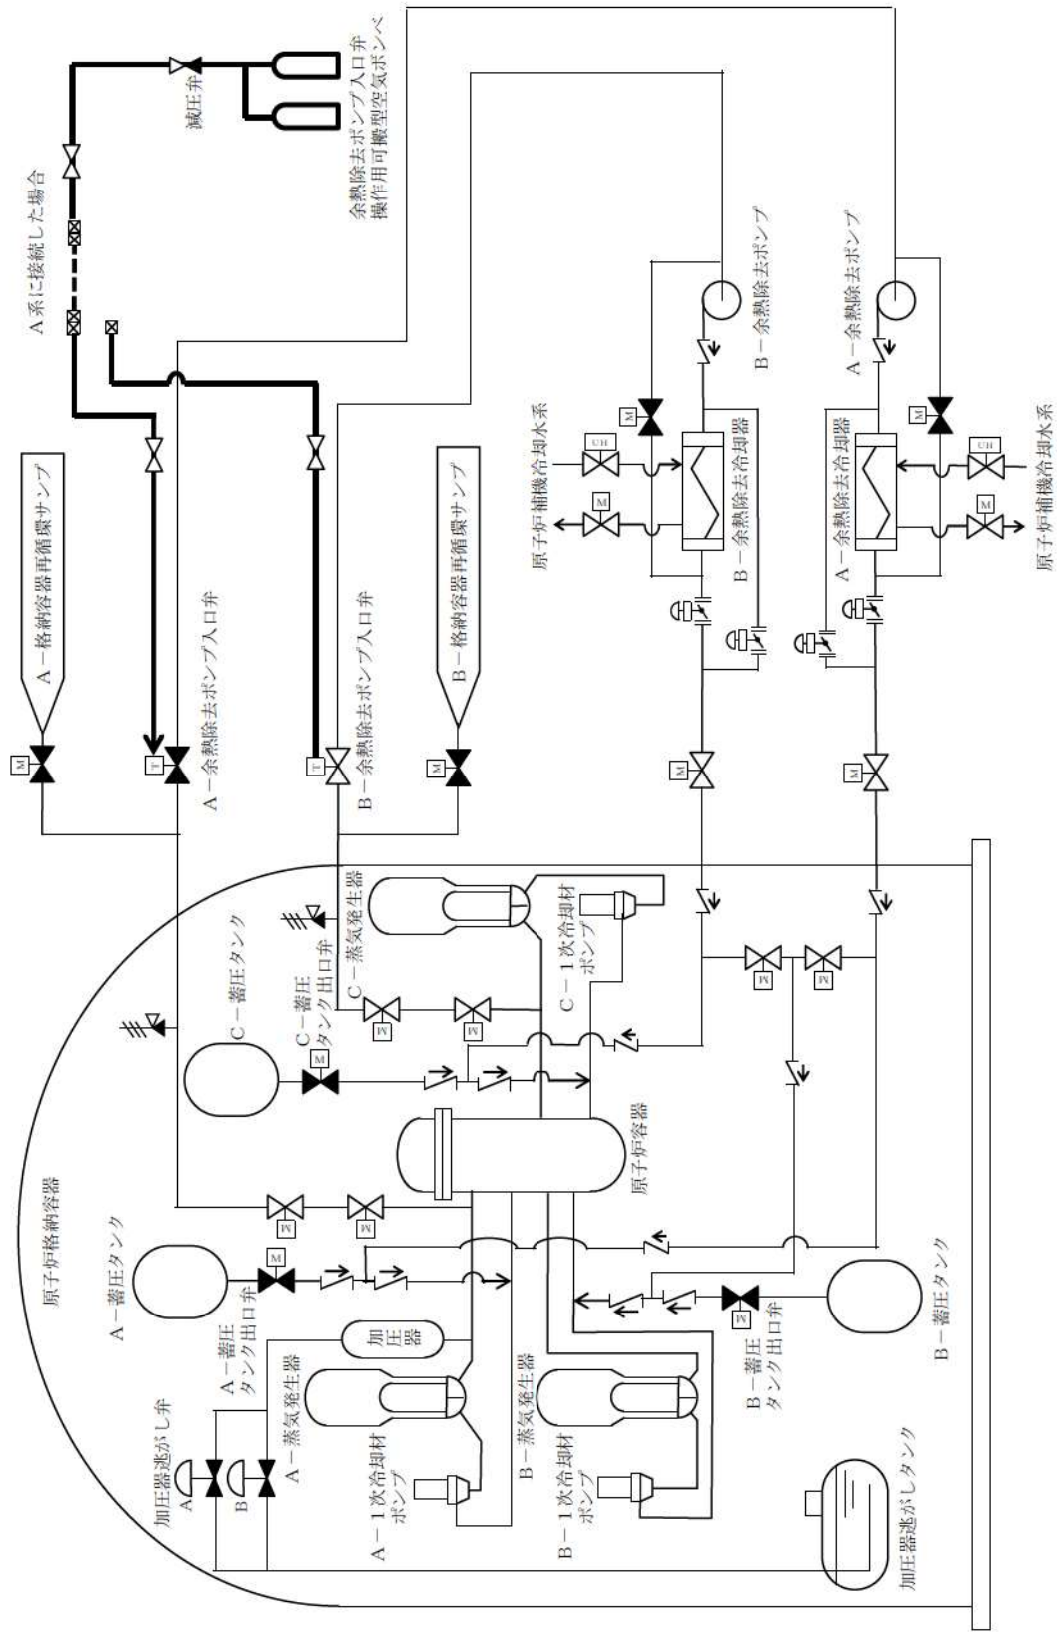 A系に接続した場合
減圧弁
余熱除去ポンプ入口弁
操作用可搬型空気ボンベ
A－格納容器再循環サンプ
M
T
A－余熱除去ポンプ入口弁
T
B－余熱除去ポンプ入口弁
M
B－格納容器再循環サンプ
B－余熱除去ポンプ
A－余熱除去ポンプ
原子炉補機冷却水系
UH
M
M
B－余熱除去冷却器
A－余熱除去冷却器
M
UH
M
原子炉補機冷却水系
M
M
原子炉格納容器
C－蓄圧タンク
C－蓄圧
タンク出口弁
M
C－蒸気発生器
C－1次冷却材
ポンプ
M
M
M
M
原子炉容器
A－蓄圧タンク
A－蓄圧
タンク出口弁
M
M
M
加圧器
B－蓄圧タンク
B－蓄圧
タンク出口弁
M
加圧器逃がし弁
A
B
A－蒸気発生器
A－1次冷却材
ポンプ
B－蒸気発生器
B－1次冷却材
ポンプ
加圧器逃がしタンク